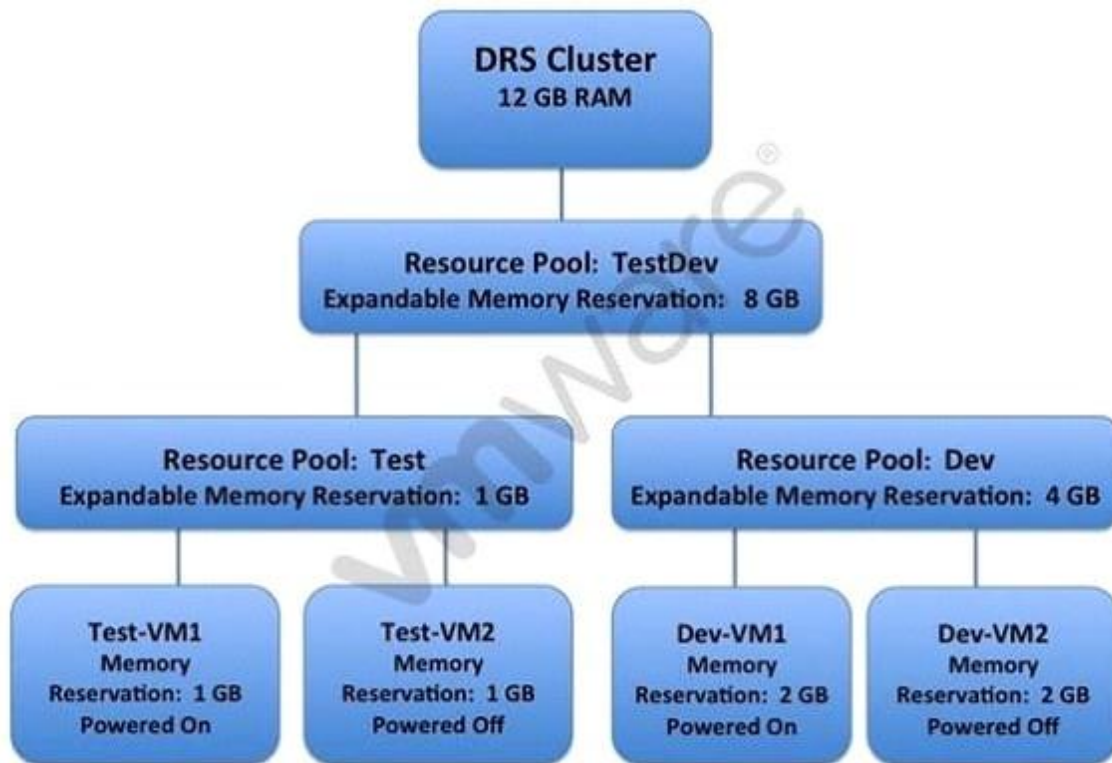 DRS Cluster
12 GB RAM
Resource Pool: TestDev
Expandable Memory Reservation: 8 GB
Resource Pool: Test
Expandable Memory Reservation: 1 GB
Resource Pool: Dev
Expandable Memory Reservation: 4 GB
Test-VM1
Memory
Reservation: 1 GB
Powered On
Test-VM2
Memory
Reservation: 1 GB
Powered Off
Dev-VM1
Memory
Reservation: 2 GB
Powered On
Dev-VM2
Memory
Reservation: 2 GB
Powered Off
vmware®